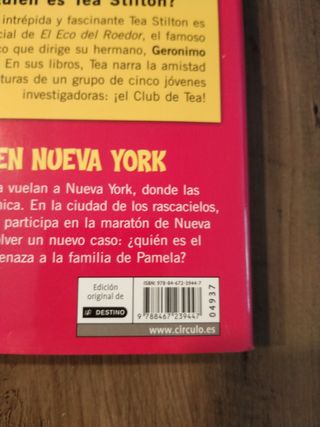 Quién es Tea Stilton?
intrépida y fascinante Tea Stilton es
cial de El Eco del Roedor, el famoso
co que dirige su hermano, Geronimo
En sus libros, Tea narra la amistad
turas de un grupo de cinco jóvenes
investigadoras: ¡el Club de Tea!
EN NUEVA YORK
a vuelan a Nueva York, donde las
nica. En la ciudad de los rascacielos,
participa en la maratón de Nueva
olver un nuevo caso: ¿quién es el
enaza a la familia de Pamela?
Edición
original de
DESTINO
ISBN: 978-84-672-3944-7
9 788467 239447
04937
www.circulo.es